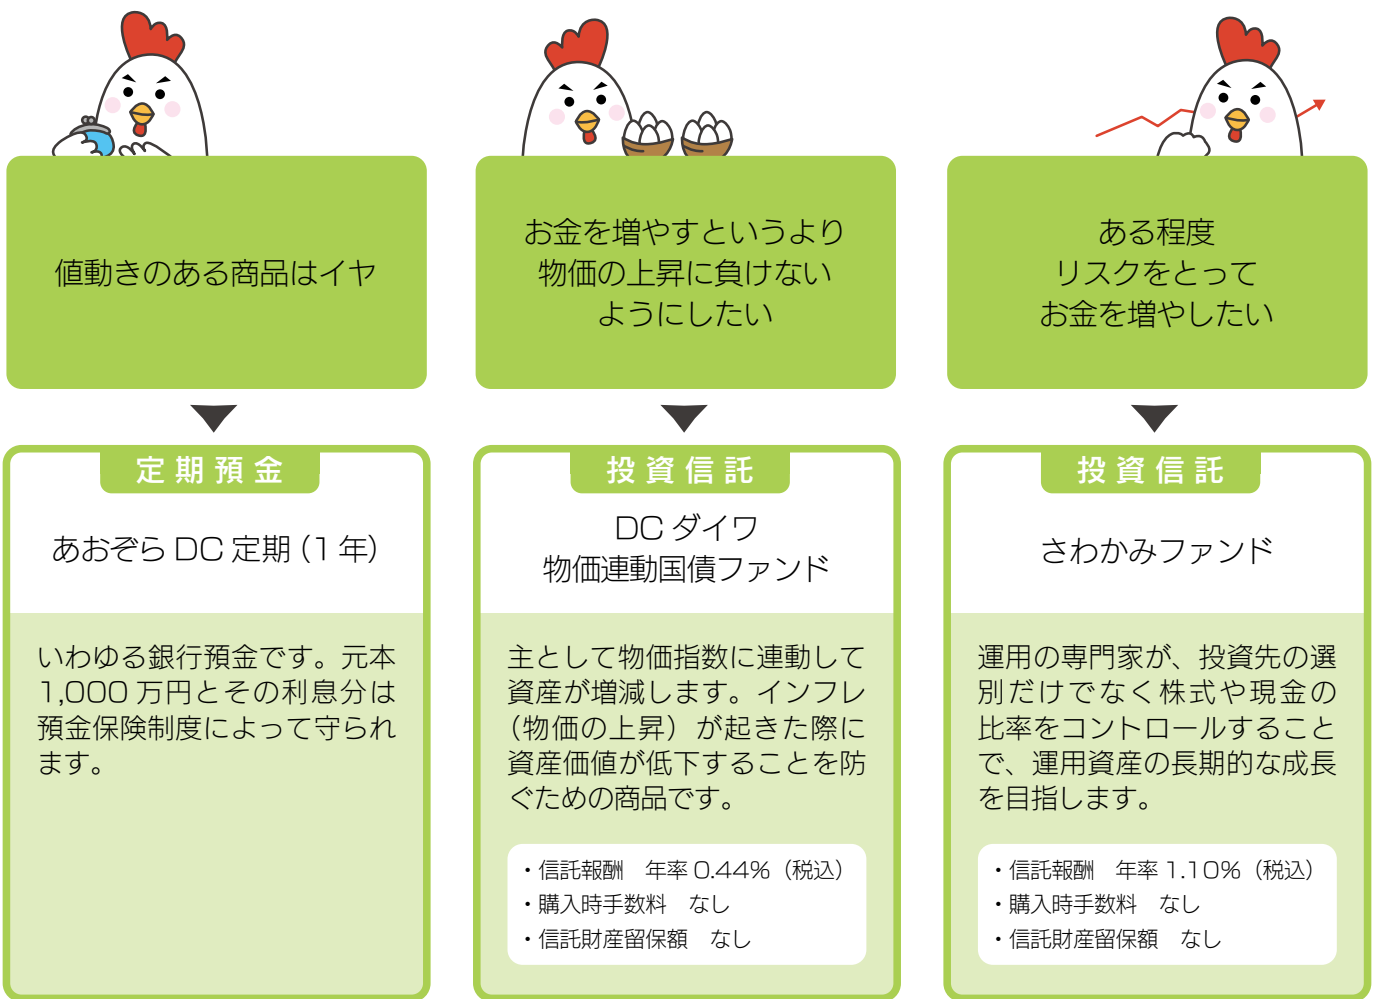 値動きのある商品はイヤ
お金を増やすというより
物価の上昇に負けない
ようにしたい
ある程度
リスクをとって
お金を増やしたい
定期預金
あおぞら DC 定期（1 年）
いわゆる銀行預金です。元本
1,000 万円とその利息分は
預金保険制度によって守られ
ます。
投資信託
DC ダイワ
物価連動国債ファンド
主として物価指数に連動して
資産が増減します。インフレ
（物価の上昇）が起きた際に
資産価値が低下することを防
ぐための商品です。
・信託報酬　年率 0.44%（税込）
・購入時手数料　なし
・信託財産留保額　なし
投資信託
さわかみファンド
運用の専門家が、投資先の選
別だけでなく株式や現金の
比率をコントロールすること
で、運用資産の長期的な成長
を目指します。
・信託報酬　年率 1.10%（税込）
・購入時手数料　なし
・信託財産留保額　なし